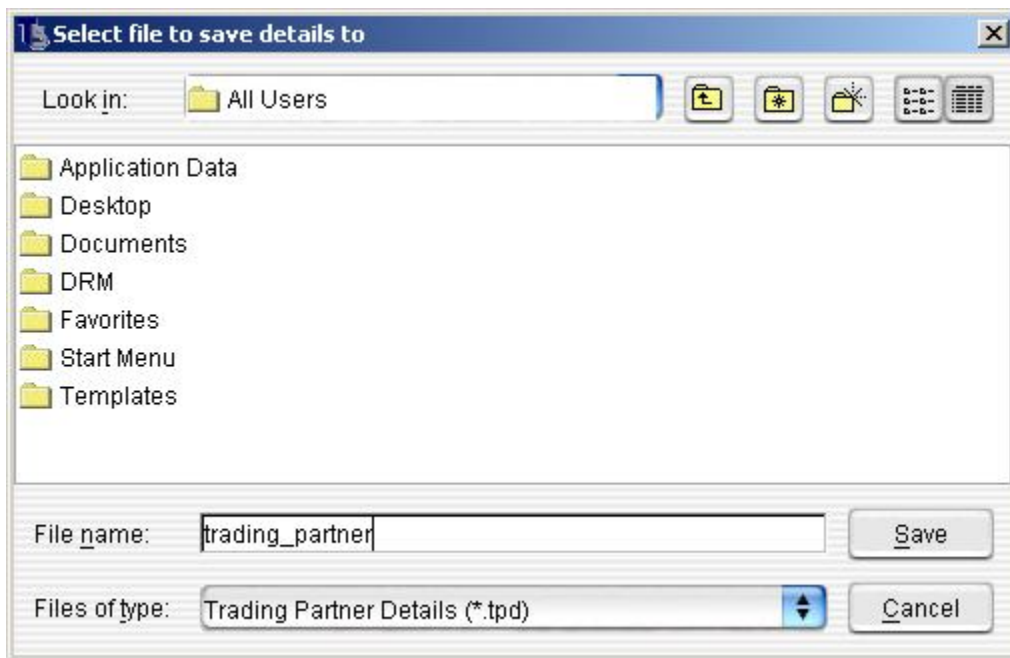 Select file to save details to
Look in: All Users
Application Data
Desktop
Documents
DRM
Favorites
Start Menu
Templates
File name: trading_partner Save
Files of type: Trading Partner Details (*.tpd) Cancel